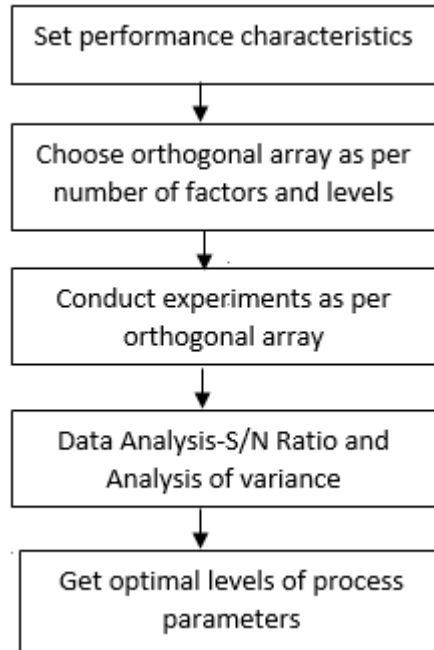 Set performance characteristics
Choose orthogonal array as per
number of factors and levels
Conduct experiments as per
orthogonal array
Data Analysis-S/N Ratio and
Analysis of variance
Get optimal levels of process
parameters